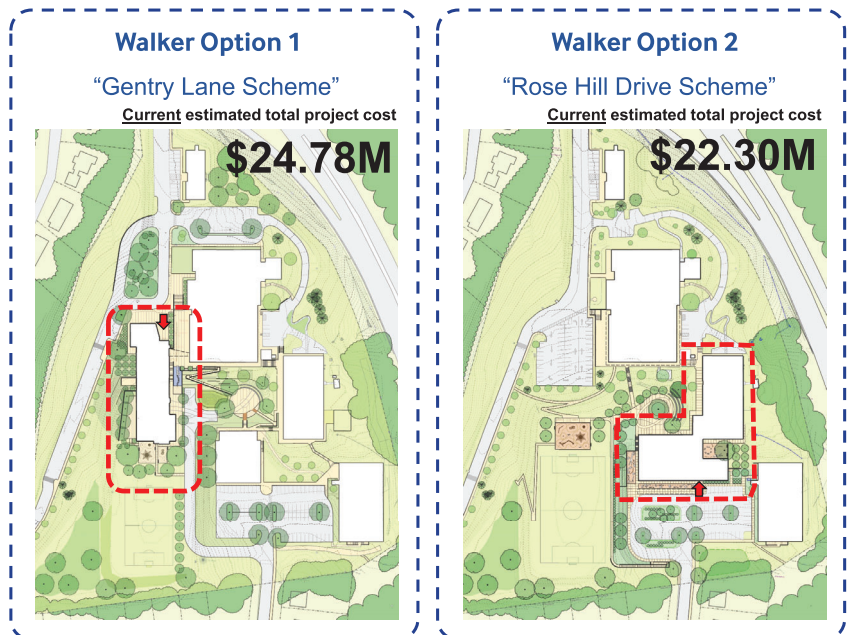 Walker Option 1
“Gentry Lane Scheme”
Current estimated total project cost
$24.78M
Walker Option 2
“Rose Hill Drive Scheme”
Current estimated total project cost
$22.30M